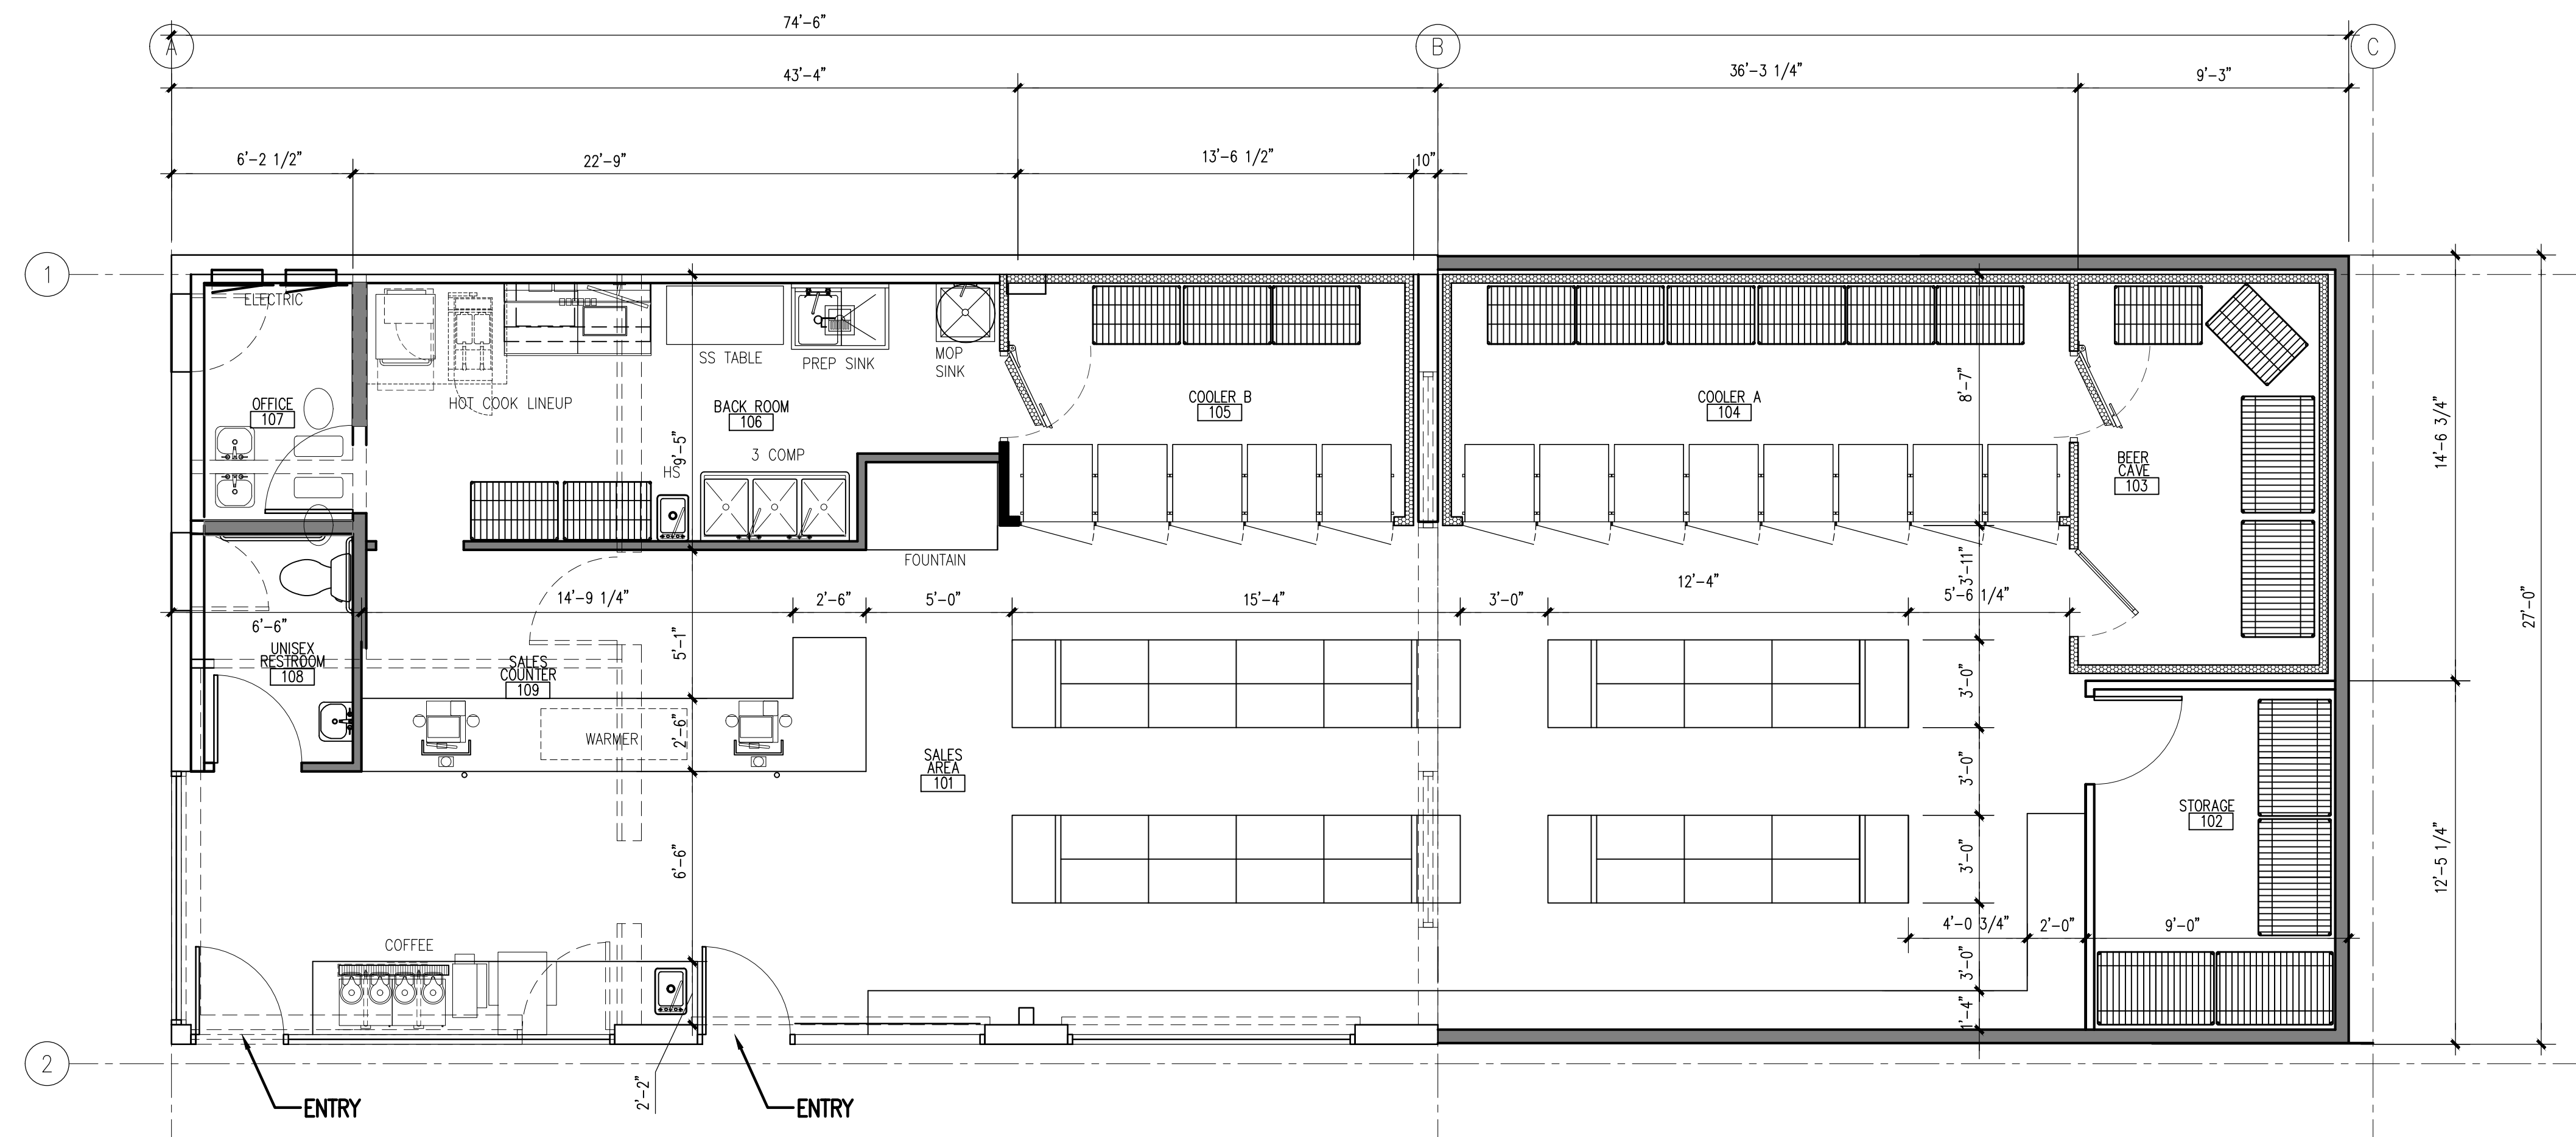 74'-6"
A
B
C
43'-4"
36'-3 1/4"
9'-3"
6'-2 1/2"
22'-9"
13'-6 1/2"
10"
1
ELECTRIC
SS TABLE
PREP SINK
MOP
SINK
HOT COOK LINEUP
OFFICE
107
BACK ROOM
106
COOLER B
105
COOLER A
104
8'-7"
14'-6 3/4"
9'-5"
HS
3 COMP
BEER
CAVE
103
FOUNTAIN
3'-11"
12'-4"
14'-9 1/4"
2'-6"
5'-0"
15'-4"
3'-0"
5'-6 1/4"
6'-6"
27'-0"
5'-1"
UNISEX
RESTROOM
108
SALES
COUNTER
109
3'-0"
2'-6"
WARMER
SALES
AREA
101
3'-0"
STORAGE
102
6'-6"
3'-0"
12'-5 1/4"
4'-0 3/4"
2'-0"
9'-0"
COFFEE
3'-0"
1'-4"
2
2'-2"
ENTRY
ENTRY